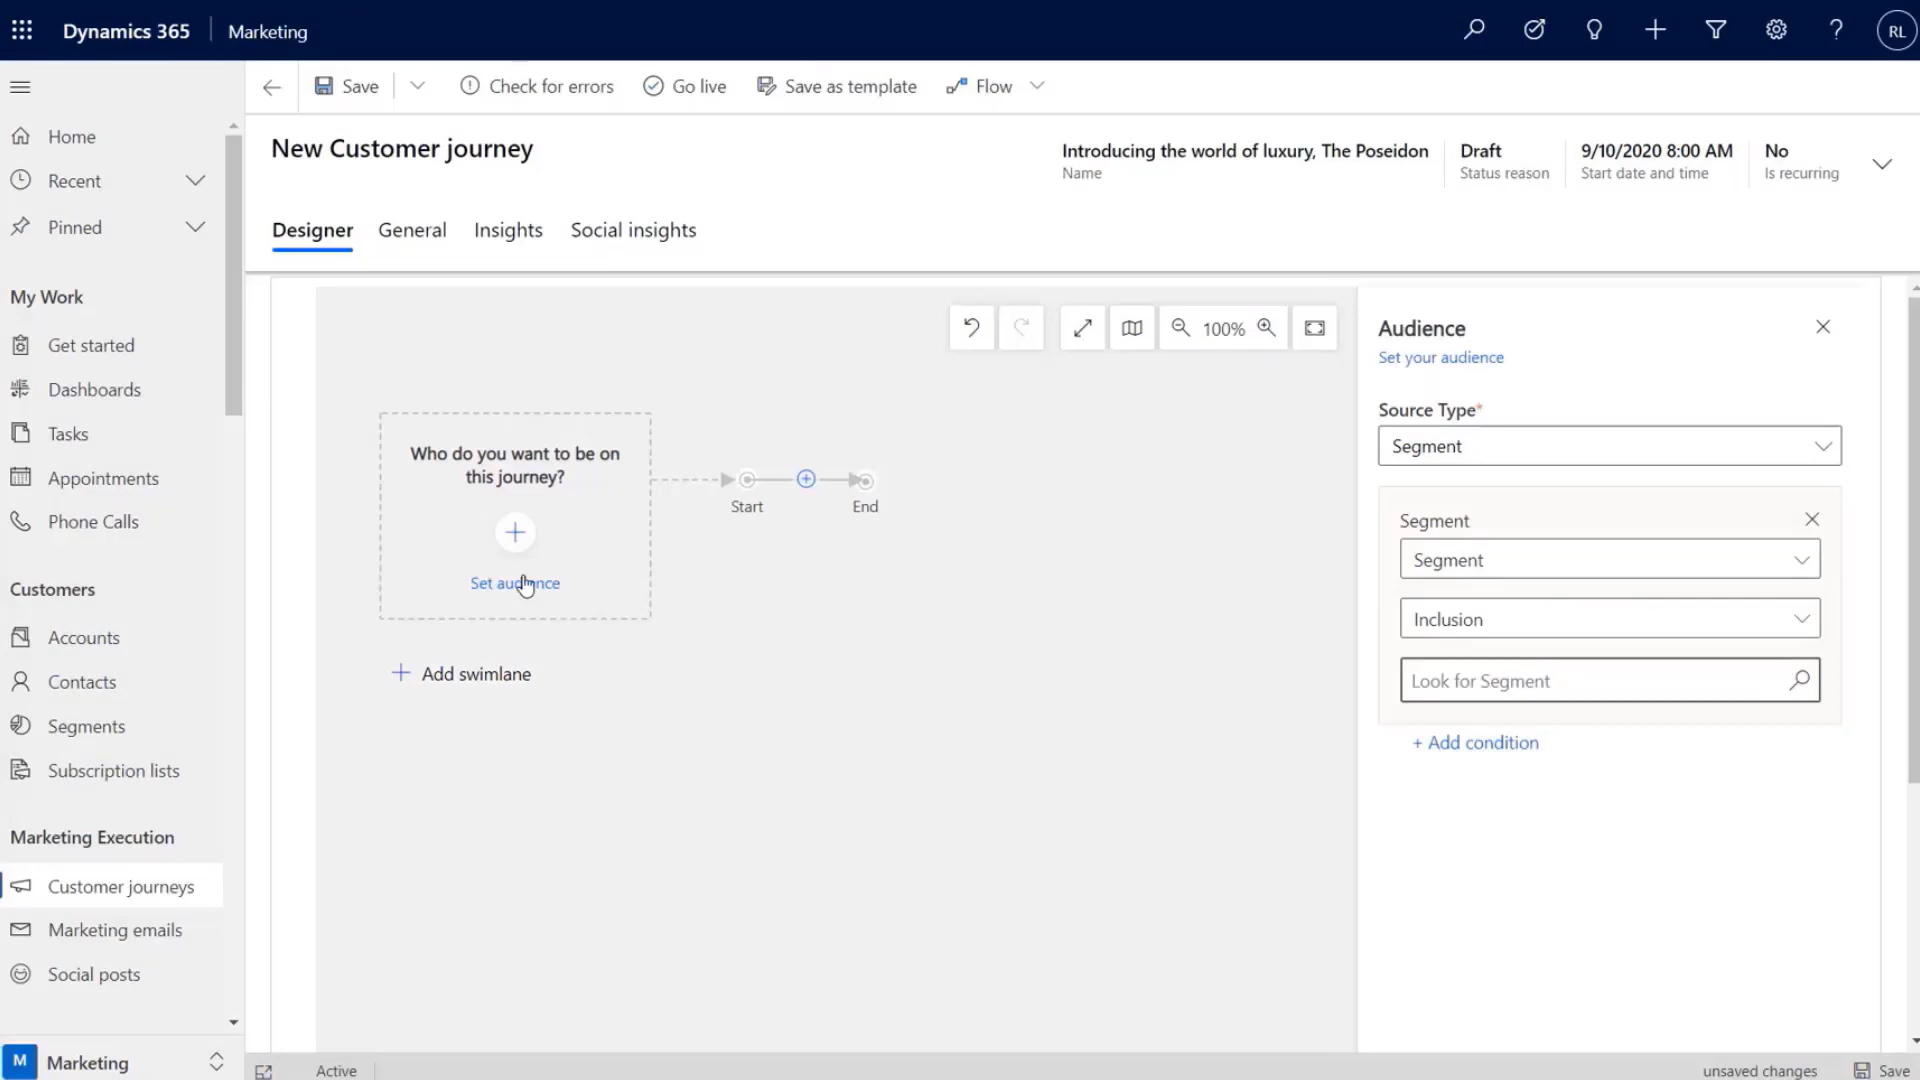 Dynamics 365
Marketing
RL
Save
Check for errors
Go live
Save as template
Flow
Home
Recent
Pinned
My Work
Get started
Dashboards
Tasks
Appointments
Phone Calls
Customers
Accounts
Contacts
Segments
Subscription lists
Marketing Execution
Customer journeys
Marketing emails
Social posts
M
Marketing
New Customer journey
Introducing the world of luxury, The Poseidon
Name
Draft
Status reason
9/10/2020 8:00 AM
Start date and time
No
Is recurring
Designer
General
Insights
Social insights
100%
Who do you want to be on
this journey?
Set audience
Start
End
Add swimlane
Audience
Set your audience
Source Type*
Segment
Segment
Segment
Inclusion
Look for Segment
+ Add condition
Active
unsaved changes
Save